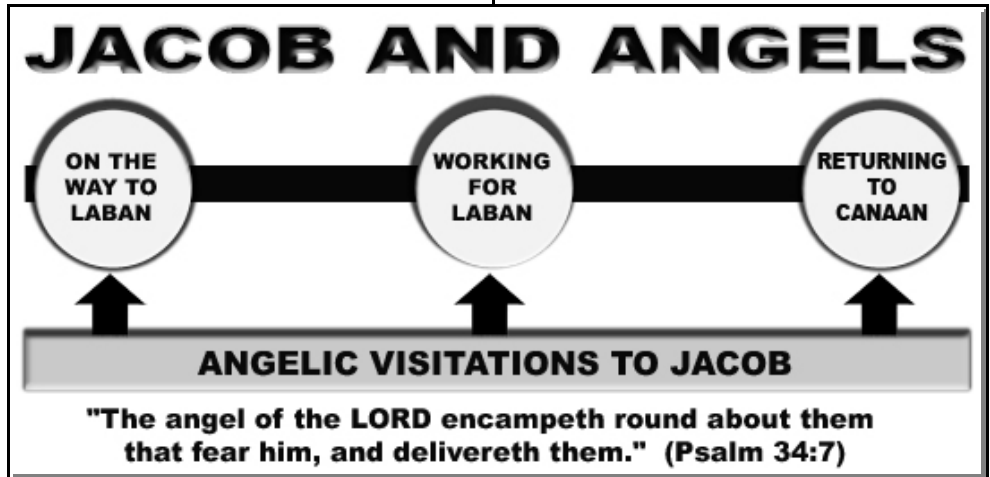 JACOB AND ANGELS
ON THE
WAY TO
LABAN
WORKING
FOR
LABAN
RETURNING
TO
CANAAN
ANGELIC VISITATIONS TO JACOB
"The angel of the LORD encampeth round about them
that fear him, and delivereth them." (Psalm 34:7)